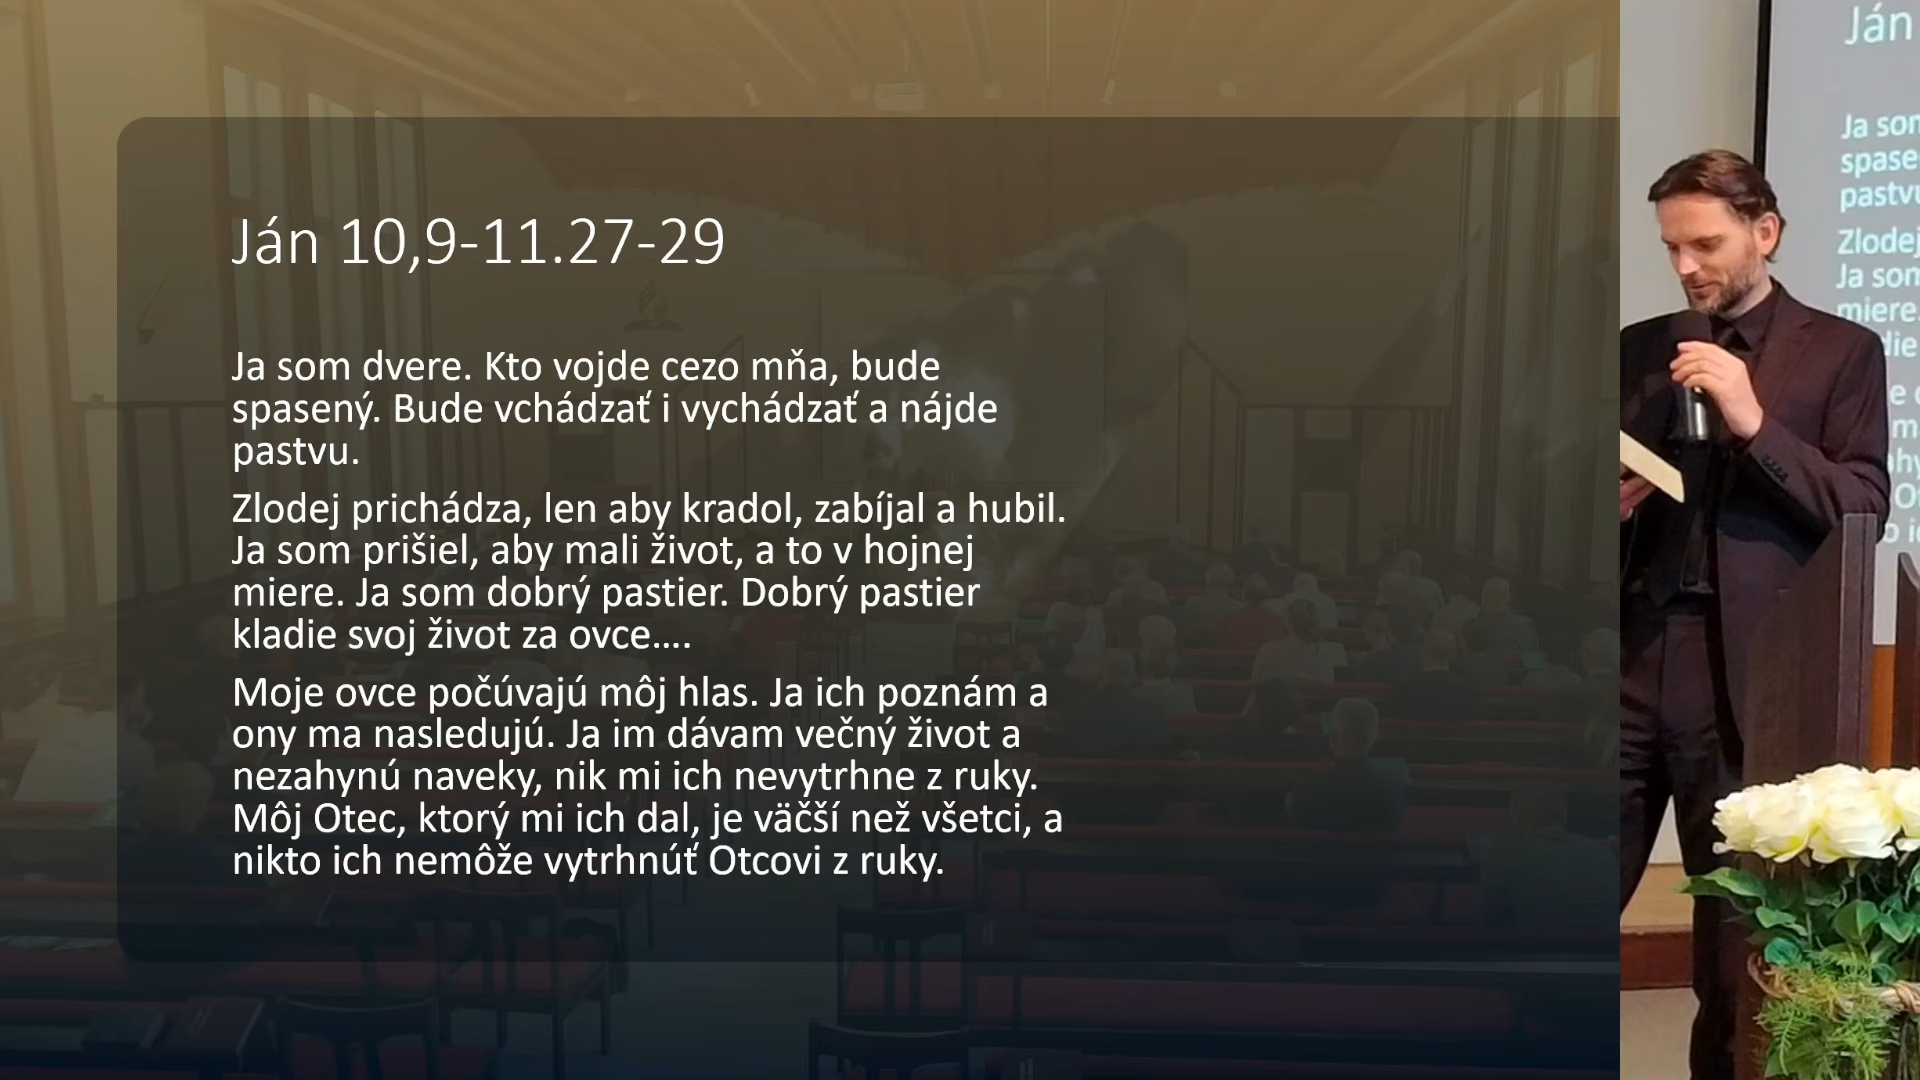 Ján 10,9-11.27-29
Ja som dvere. Kto vojde cezo mňa, bude
spasený. Bude vchádzať i vychádzať a nájde
pastvu.
Zlodej prichádza, len aby kradol, zabíjal a hubil.
Ja som prišiel, aby mali život, a to v hojnej
miere. Ja som dobrý pastier. Dobrý pastier
kladie svoj život za ovce....
Moje ovce počúvajú môj hlas. Ja ich poznám a
ony ma nasledujú. Ja im dávam večný život a
nezahynú naveky, nik mi ich nevytrhne z ruky.
Môj Otec, ktorý mi ich dal, je väčší než všetci, a
nikto ich nemôže vytrhnúť Otcovi z ruky.
Ján
Ja som
spase
pastvu
Zlodej
Ja som
miere.